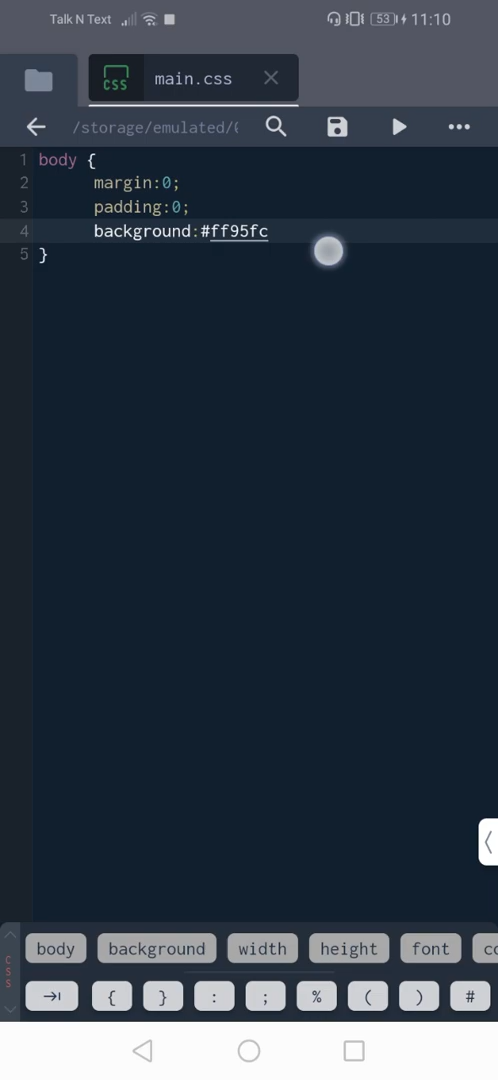 Talk N Text 53 11:10
CSS main.css
/storage/emulated/
1 body {
2 margin:0;
3 padding:0;
4 background:#ff95fc
5 }
CSS body background width height font
{ } : ; % ( ) #